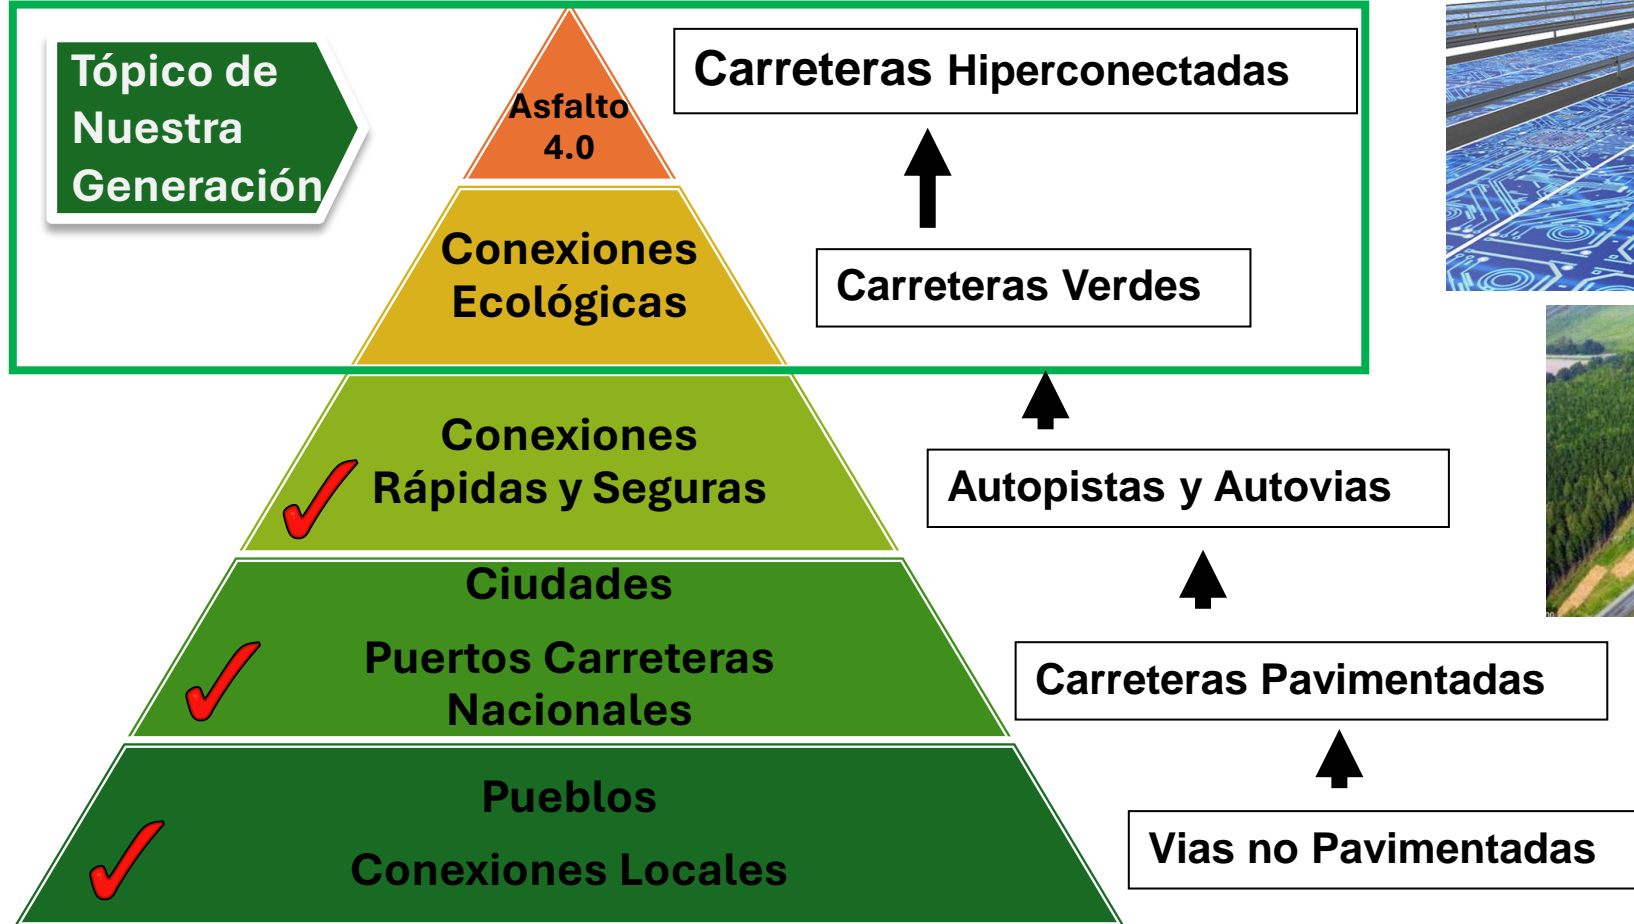 Tópico de
Nuestra
Generación
Asfalto
4.0
Carreteras Hiperconectadas
Conexiones
Ecológicas
Carreteras Verdes
Conexiones
Rápidas y Seguras
Autopistas y Autovias
Ciudades
Puertos Carreteras
Nacionales
Carreteras Pavimentadas
Pueblos
Conexiones Locales
Vias no Pavimentadas